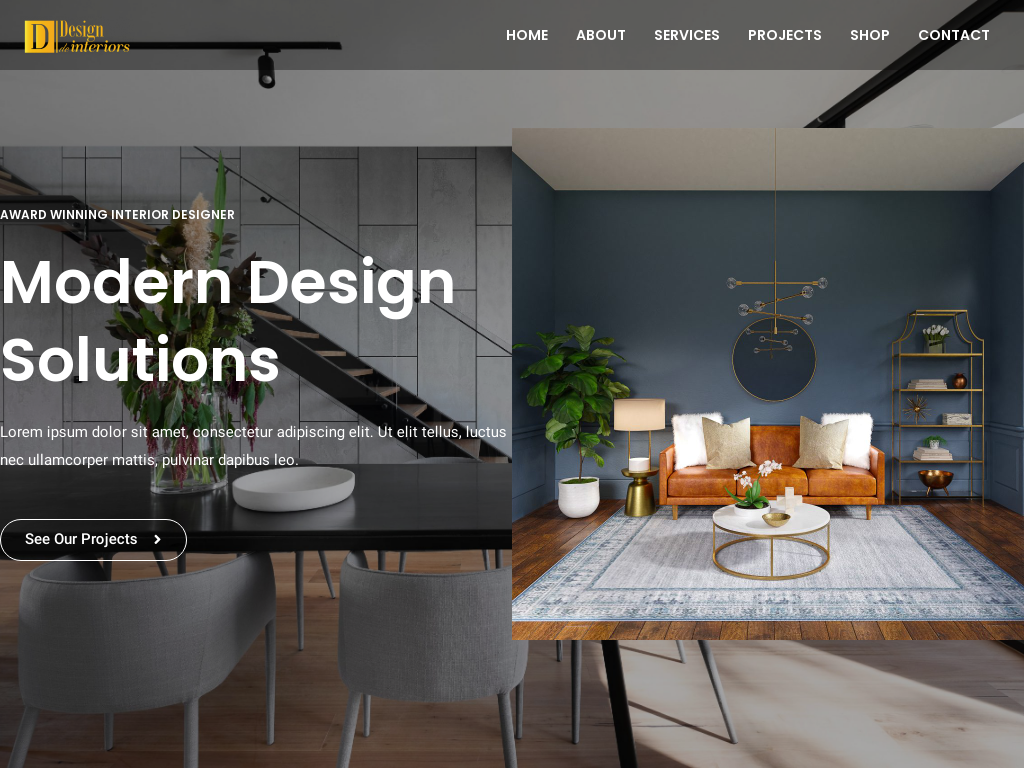 D Design
de interiors
HOME ABOUT SERVICES PROJECTS SHOP CONTACT
AWARD WINNING INTERIOR DESIGNER
Modern Design
Solutions
Lorem ipsum dolor sit amet, consectetur adipiscing elit. Ut elit tellus, luctus
nec ullamcorper mattis, pulvinar dapibus leo.
See Our Projects